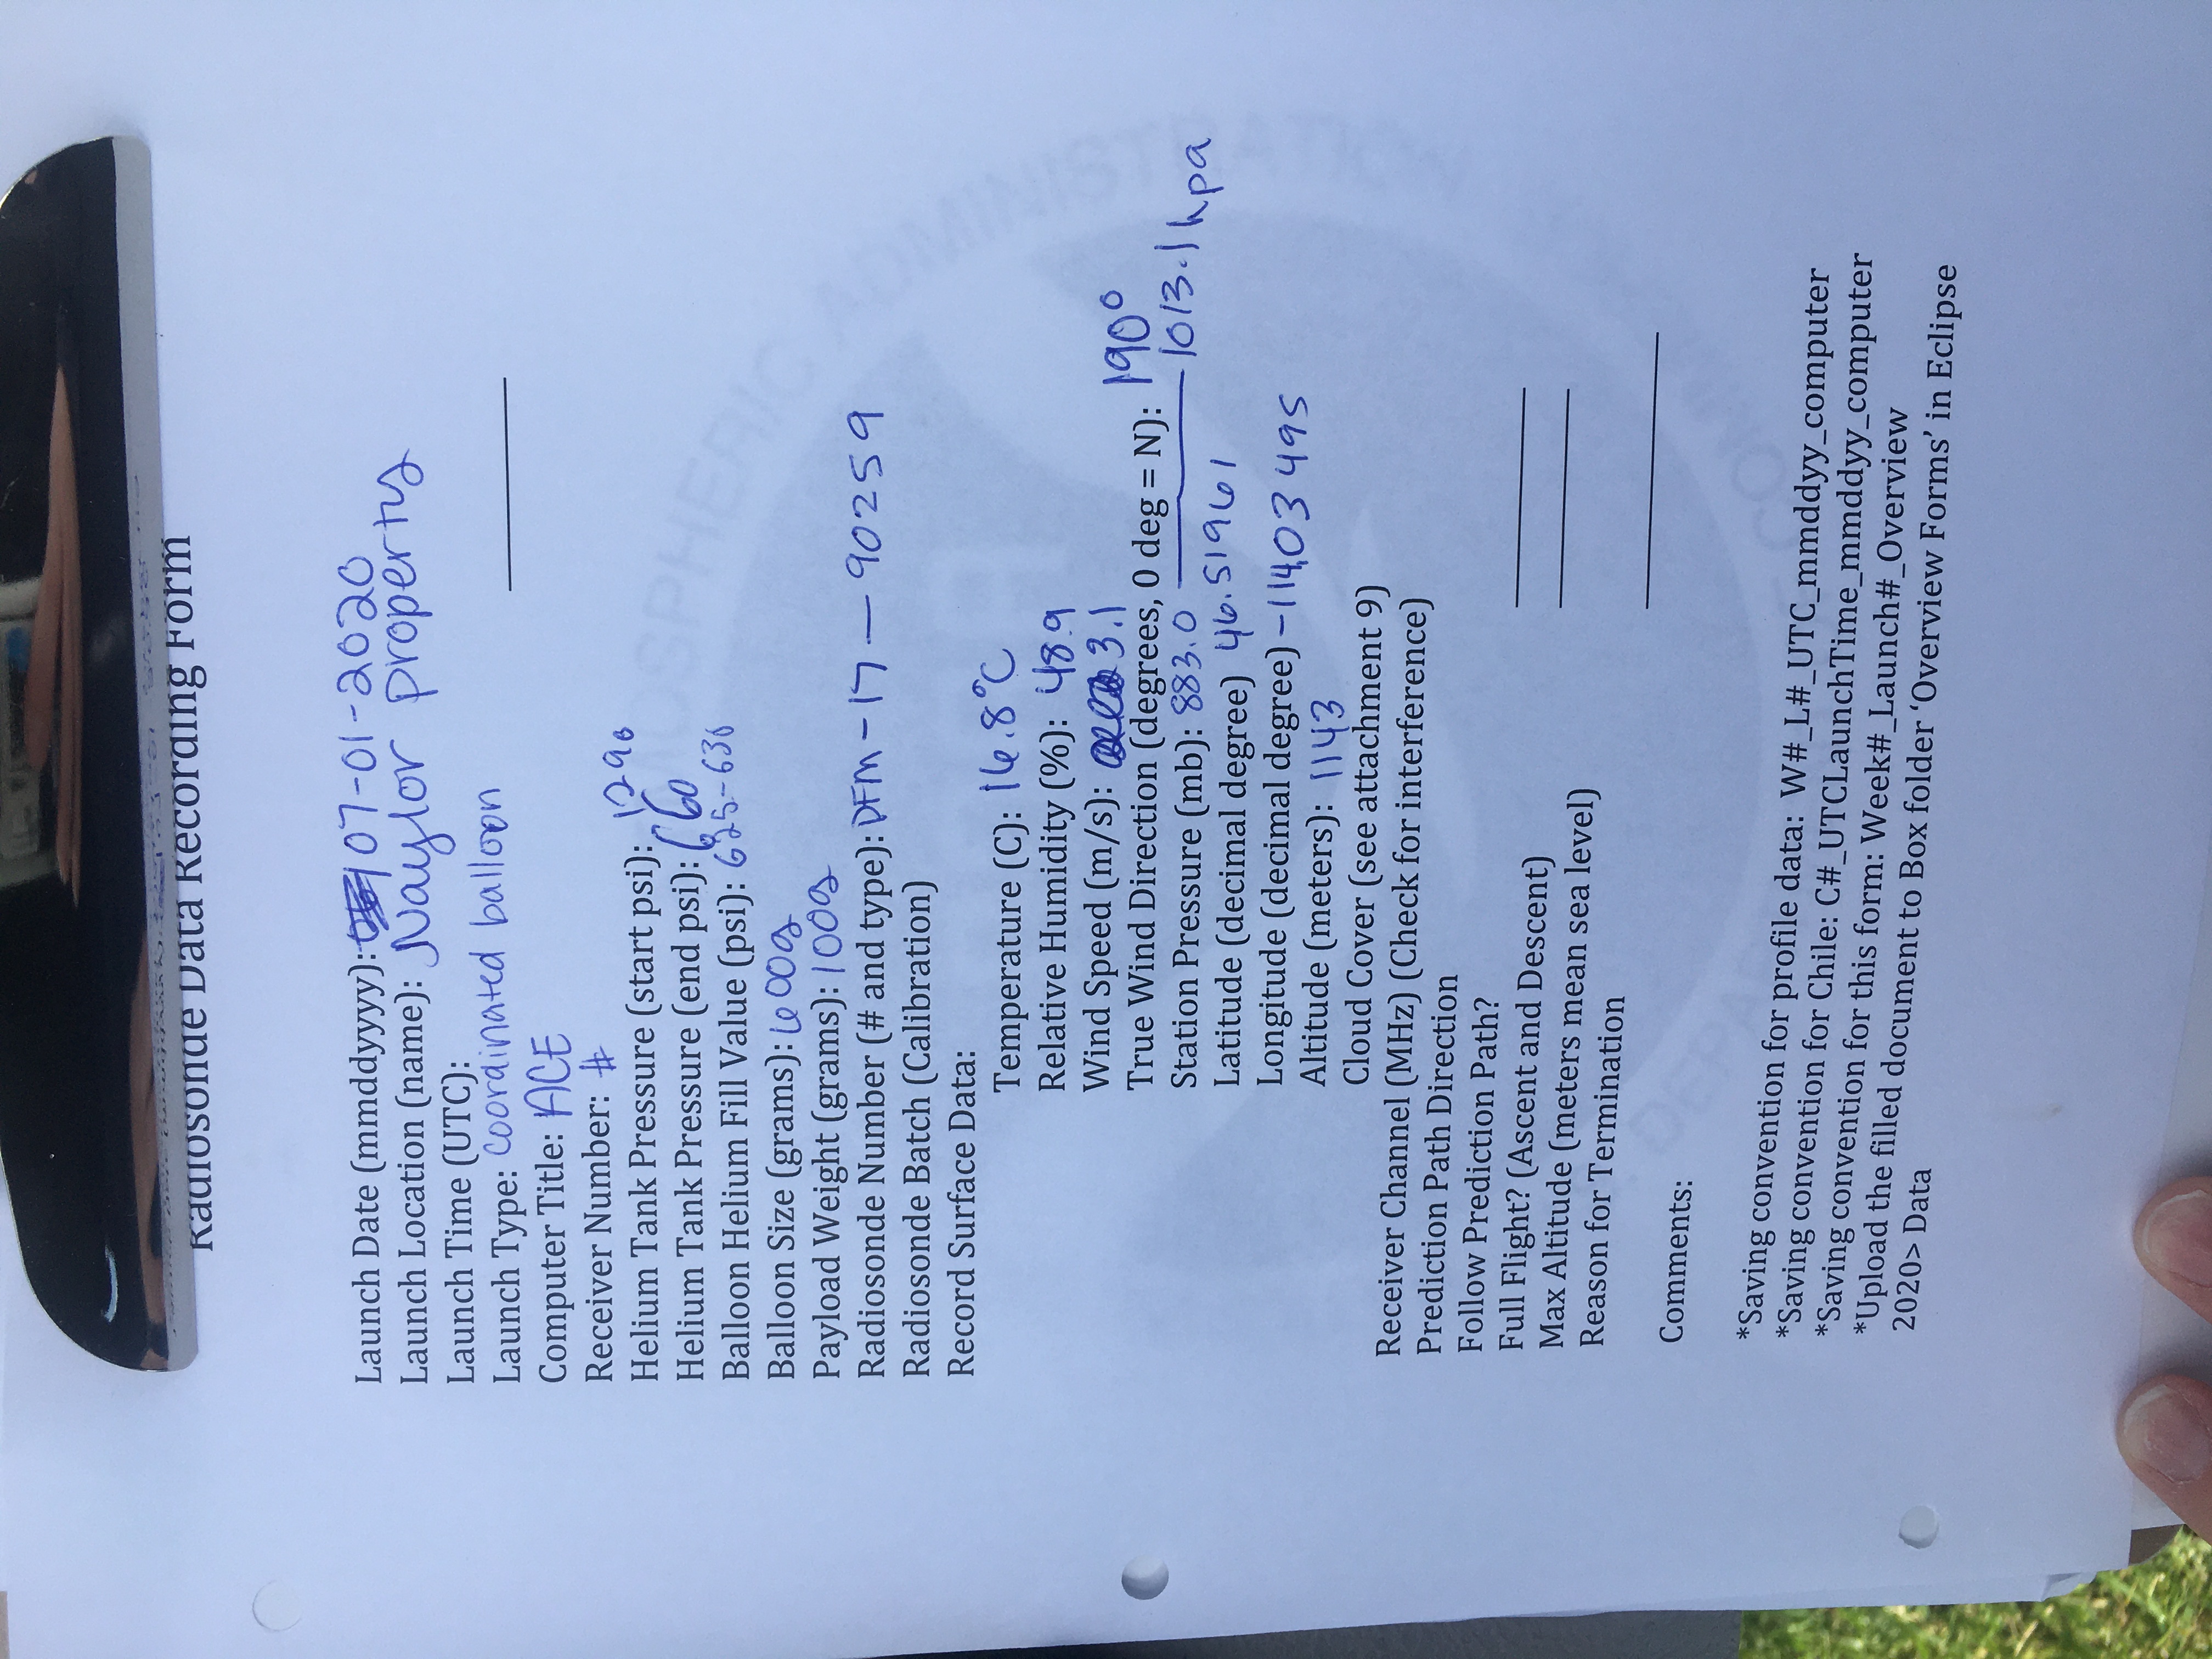 Radiosonde Data Recording Form
Launch Date (mmddyyyy): 07-01-2020
Launch Location (name): Naylor property
Launch Time (UTC):
Launch Type: coordinated balloon
Computer Title: ACE
Receiver Number: #
Helium Tank Pressure (start psi): 1290
Helium Tank Pressure (end psi): 660
Balloon Helium Fill Value (psi): 625-630
Balloon Size (grams): 600g
Payload Weight (grams): 100g
Radiosonde Number (# and type): DFM-17-90259
Radiosonde Batch (Calibration)
Record Surface Data:
Temperature (C): 16.8°C
Relative Humidity (%): 48.9
Wind Speed (m/s): 3.1
True Wind Direction (degrees, 0 deg = N): 190°
Station Pressure (mb): 883.0 — 1013.1 hpa
Latitude (decimal degree) 46.51961
Longitude (decimal degree) -114.03495
Altitude (meters): 1143
Cloud Cover (see attachment 9)
Receiver Channel (MHz) (Check for interference)
Prediction Path Direction
Follow Prediction Path?
Full Flight? (Ascent and Descent)
Max Altitude (meters mean sea level)
Reason for Termination
Comments:
*Saving convention for profile data: W#_L#_UTC_mmddyy_computer
*Saving convention for Chile: C#_UTCLaunchTime_mmddyy_computer
*Saving convention for this form: Week#_Launch#_Overview
*Upload the filled document to Box folder ‘Overview Forms’ in Eclipse
2020> Data